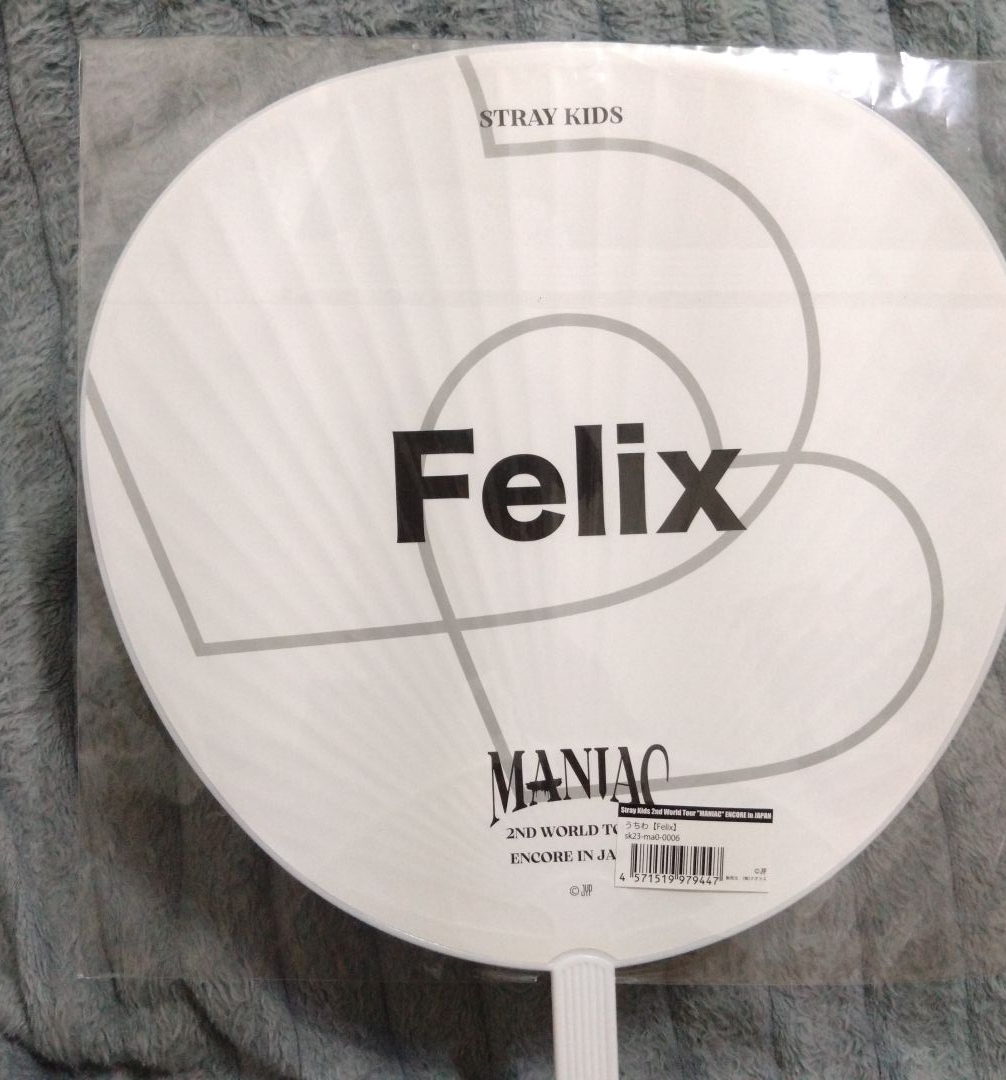 STRAY KIDS
Felix
MANIAC
2ND WORLD TO
ENCORE IN JA
© JYP
Stray Kids 2nd World Tour "MANIAC" ENCORE in JAPAN
うちわ【Felix】
sk23-ma0-0006
©JYP
4 571519 979447